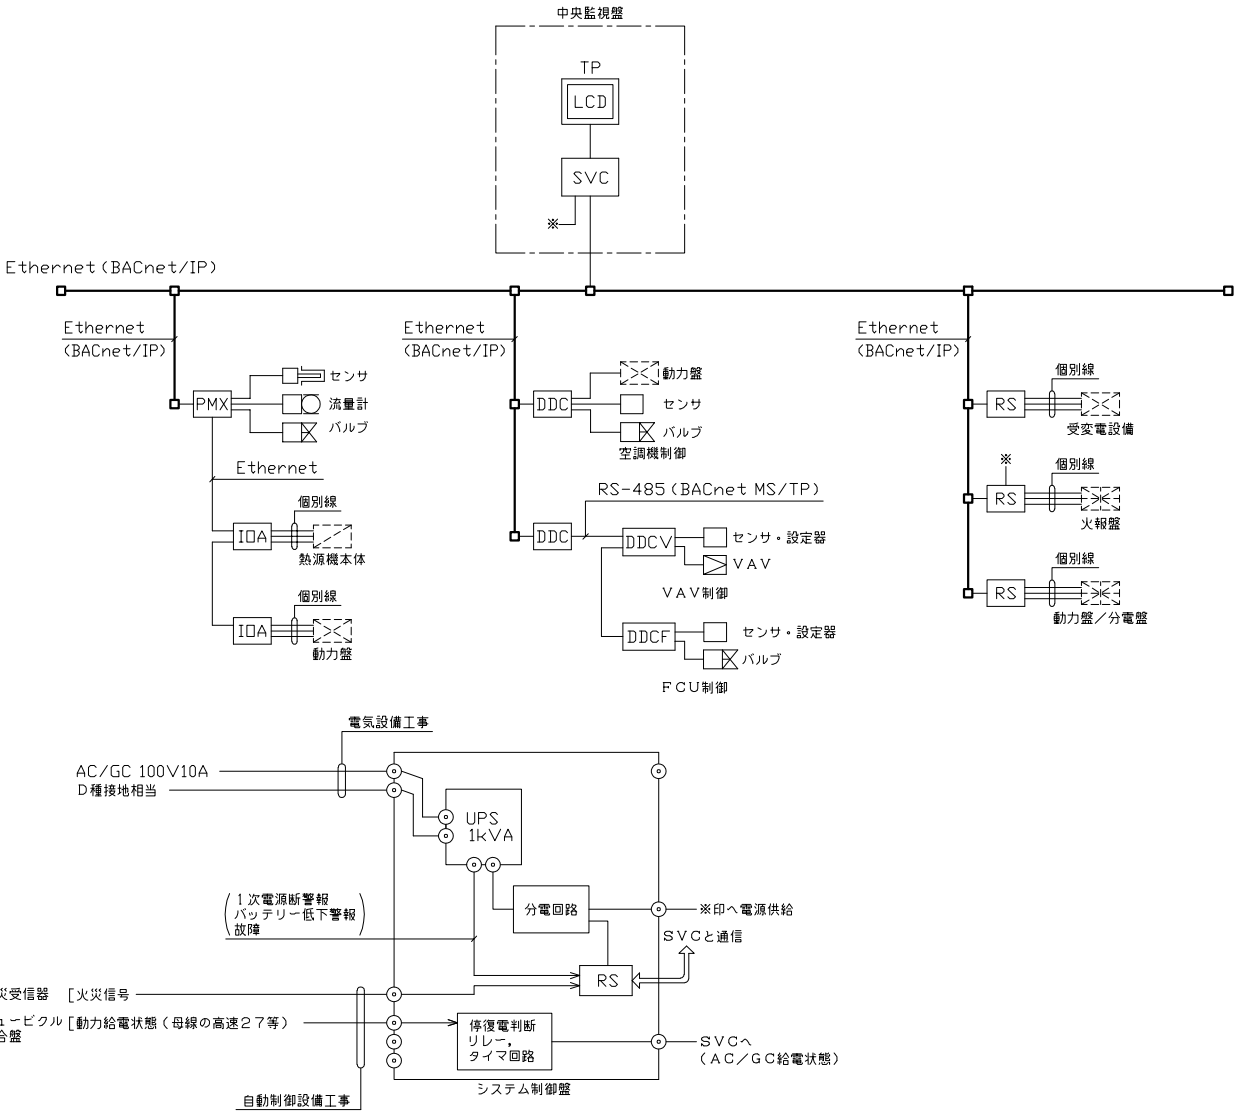 中央監視盤
TP
LCD
SVC
※
Ethernet(BACnet/IP)
Ethernet
(BACnet/IP)
Ethernet
(BACnet/IP)
Ethernet
(BACnet/IP)
PMX
センサ
流量計
バルブ
Ethernet
個別線
IOA
熱源機本体
個別線
IOA
動力盤
DDC
動力盤
センサ
バルブ
空調機制御
RS-485(BACnet MS/TP)
DDC
DDCV
センサ・設定器
VAV
VAV制御
DDCF
センサ・設定器
バルブ
FCU制御
個別線
RS
受変電設備
※
個別線
RS
火報盤
個別線
RS
動力盤/分電盤
電気設備工事
AC/GC 100V10A
D種接地相当
UPS
1kVA
1次電源断警報
バッテリー低下警報
故障
分電回路
※印へ電源供給
SVCと通信
RS
災受信器 [火災信号
ュービクル [動力給電状態(母線の高速27等)
合盤
停復電判断
リレー,
タイマ回路
SVCへ
(AC/GC給電状態)
システム制御盤
自動制御設備工事